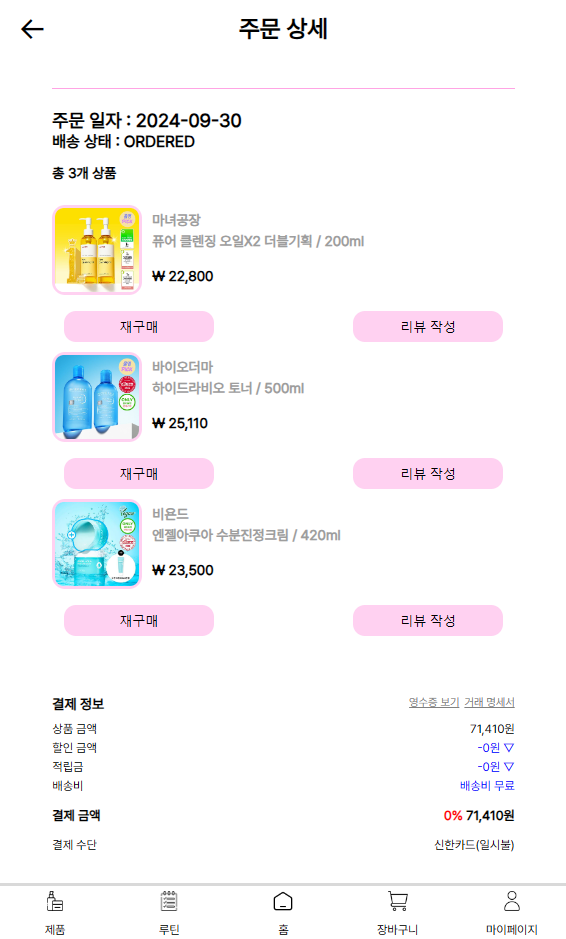 주문 상세
주문 일자 : 2024-09-30
배송 상태 : ORDERED
총 3개 상품
마녀공장
퓨어 클렌징 오일X2 더블기획 / 200ml
₩ 22,800
재구매 리뷰 작성
바이오더마
하이드라비오 토너 / 500ml
₩ 25,110
재구매 리뷰 작성
비욘드
엔젤아쿠아 수분진정크림 / 420ml
₩ 23,500
재구매 리뷰 작성
결제 정보 영수증 보기 거래 명세서
상품 금액 71,410원
할인 금액 -0원 ▽
적립금 -0원 ▽
배송비 배송비 무료
결제 금액 0% 71,410원
결제 수단 신한카드(일시불)
제품 루틴 홈 장바구니 마이페이지